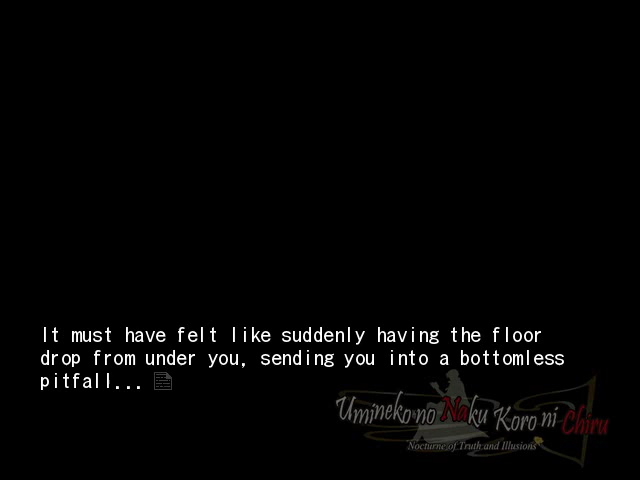 It must have felt like suddenly having the floor
drop from under you, sending you into a bottomless
pitfall...
Umineko no Naku Koro ni Chiru
Nocturne of Truth and Illusions